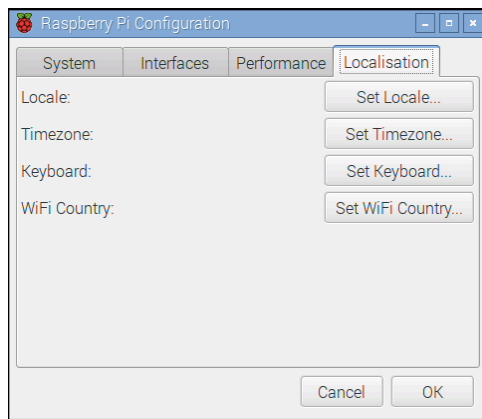 Raspberry Pi Configuration
System Interfaces Performance Localisation
Locale: Set Locale...
Timezone: Set Timezone...
Keyboard: Set Keyboard...
WiFi Country: Set WiFi Country...
Cancel OK